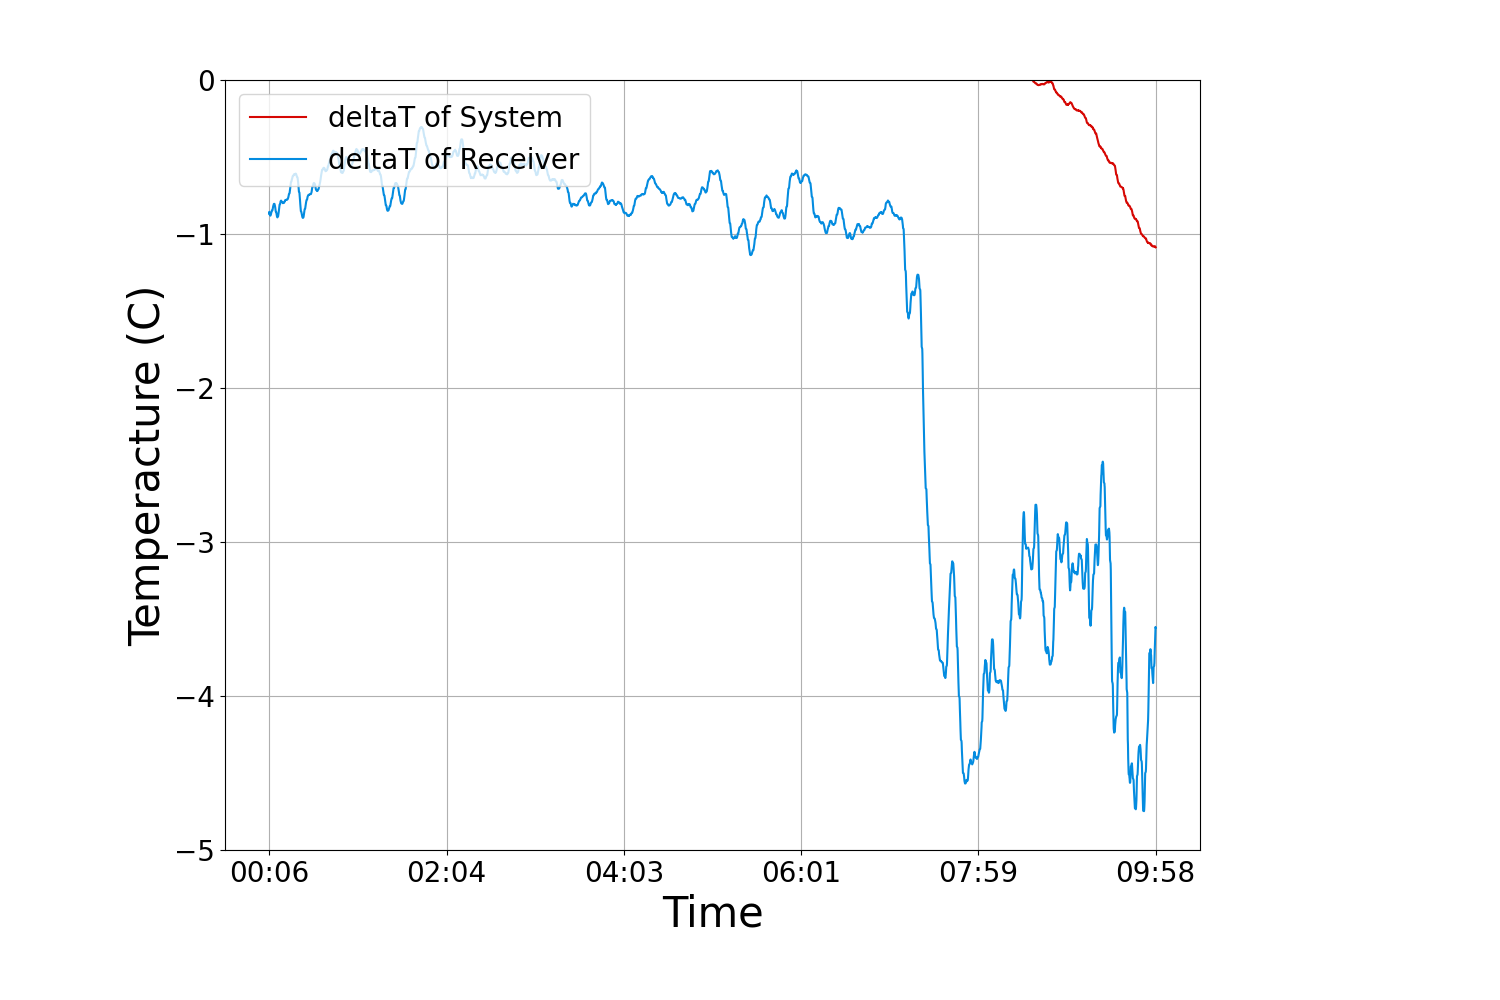 deltaT of System
deltaT of Receiver
0
−1
−2
−3
−4
−5
Temperacture (C)
00:06 02:04 04:03 06:01 07:59 09:58
Time